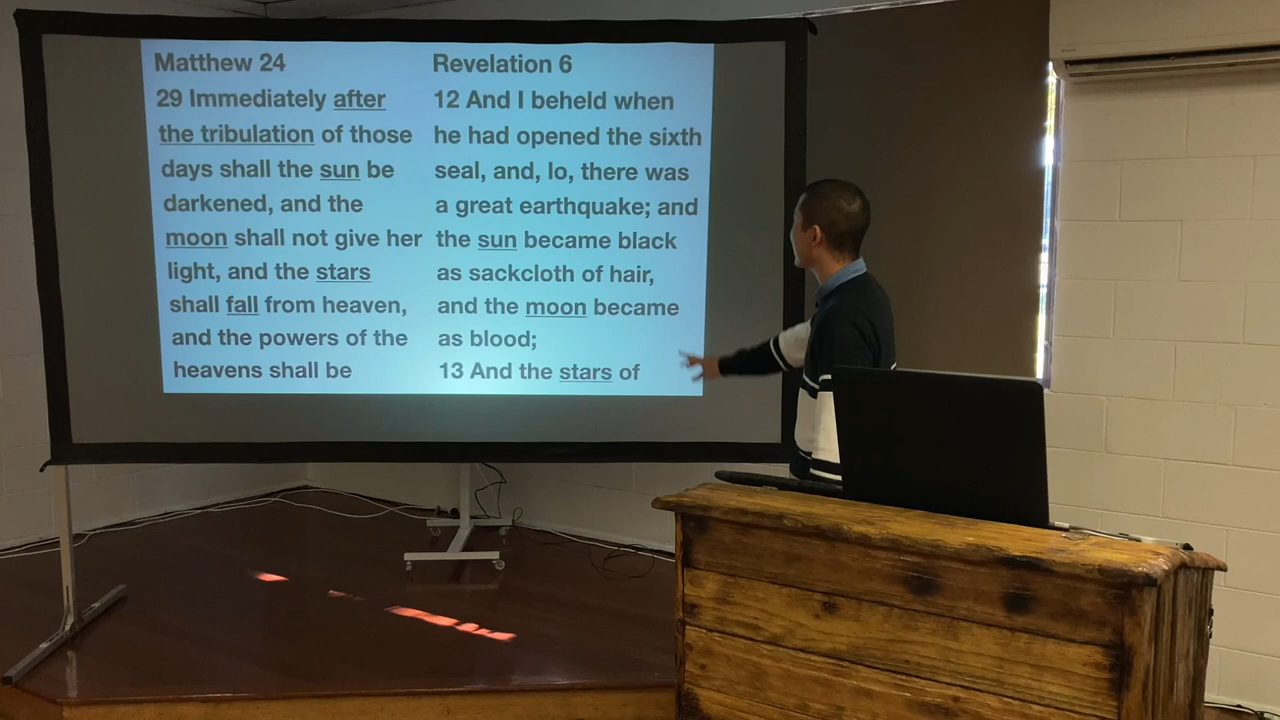 Matthew 24
29 Immediately after
the tribulation of those
days shall the sun be
darkened, and the
moon shall not give her
light, and the stars
shall fall from heaven,
and the powers of the
heavens shall be
Revelation 6
12 And I beheld when
he had opened the sixth
seal, and, lo, there was
a great earthquake; and
the sun became black
as sackcloth of hair,
and the moon became
as blood;
13 And the stars of